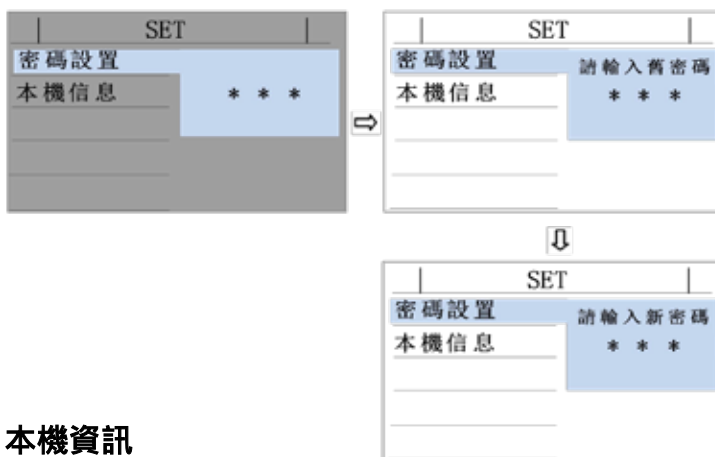 SET
密碼設置
本機信息
* * *
SET
密碼設置
請輸入舊密碼
本機信息
* * *
SET
密碼設置
請輸入新密碼
本機信息
* * *
本機資訊